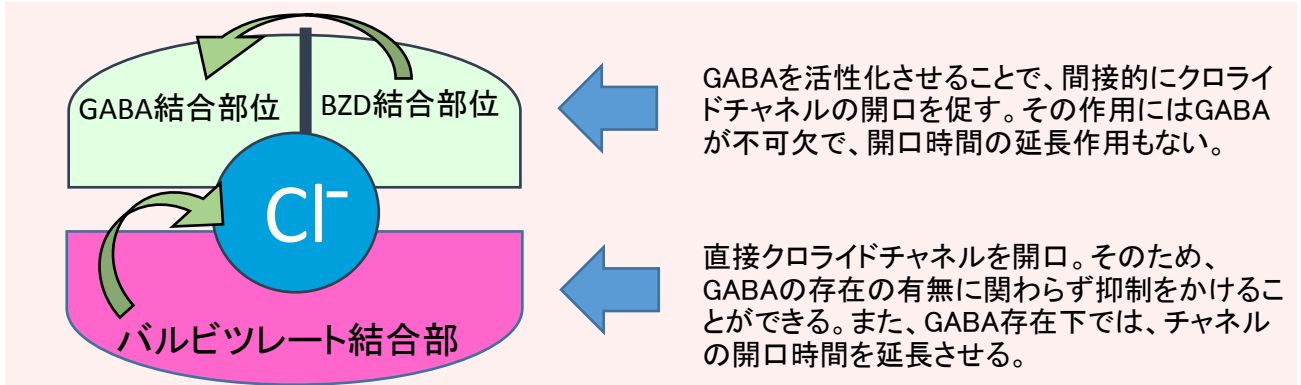 GABA結合部位
BZD結合部位
Cl⁻
バルビツレート結合部
GABAを活性化させることで、間接的にクロライ
ドチャネルの開口を促す。その作用にはGABA
が不可欠で、開口時間の延長作用もない。
直接クロライドチャネルを開口。そのため、
GABAの存在の有無に関わらず抑制をかけるこ
とができる。また、GABA存在下では、チャネル
の開口時間を延長させる。